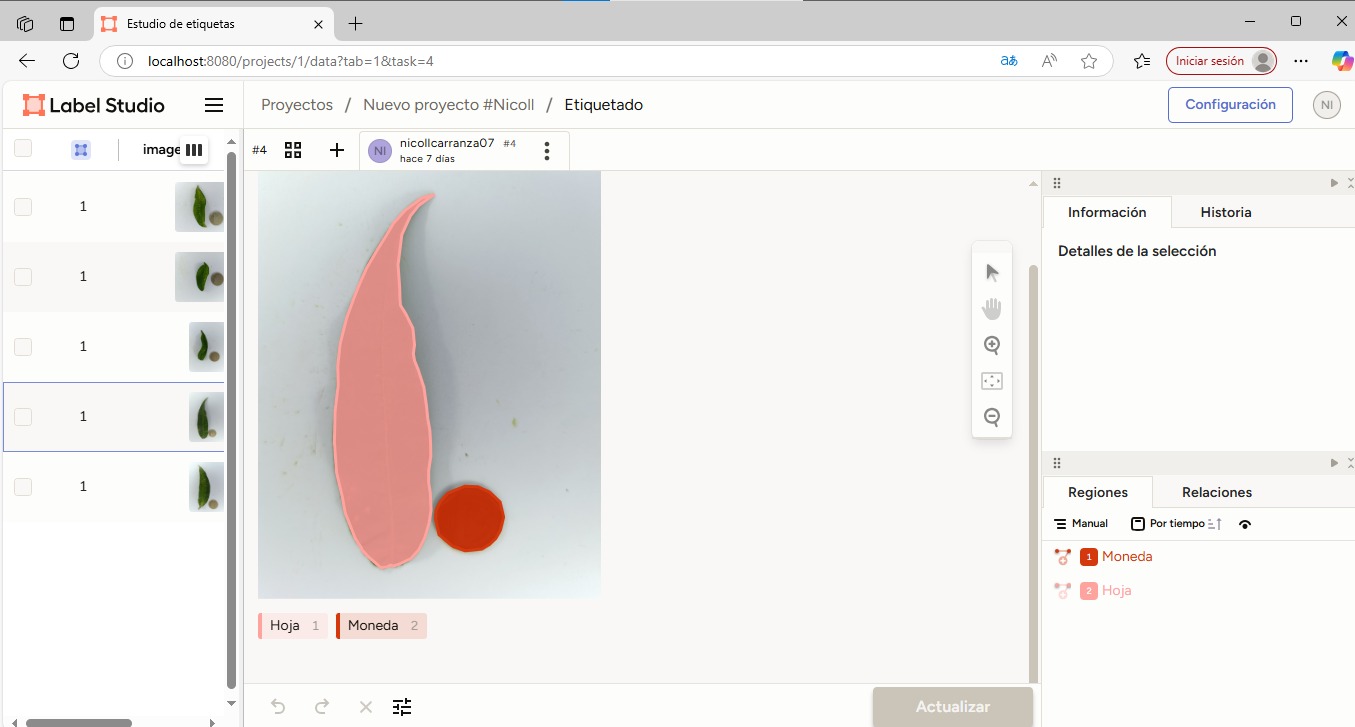 Estudio de etiquetas
localhost:8080/projects/1/data?tab=1&task=4
aあ
Iniciar sesión
Label Studio
Proyectos / Nuevo proyecto #Nicoll / Etiquetado
Configuración
NI
image
#4
NI
nicollcarranza07 #4
hace 7 días
1
1
1
1
1
Hoja 1
Moneda 2
Actualizar
Información
Historia
Detalles de la selección
Regiones
Relaciones
Manual
Por tiempo
1 Moneda
2 Hoja